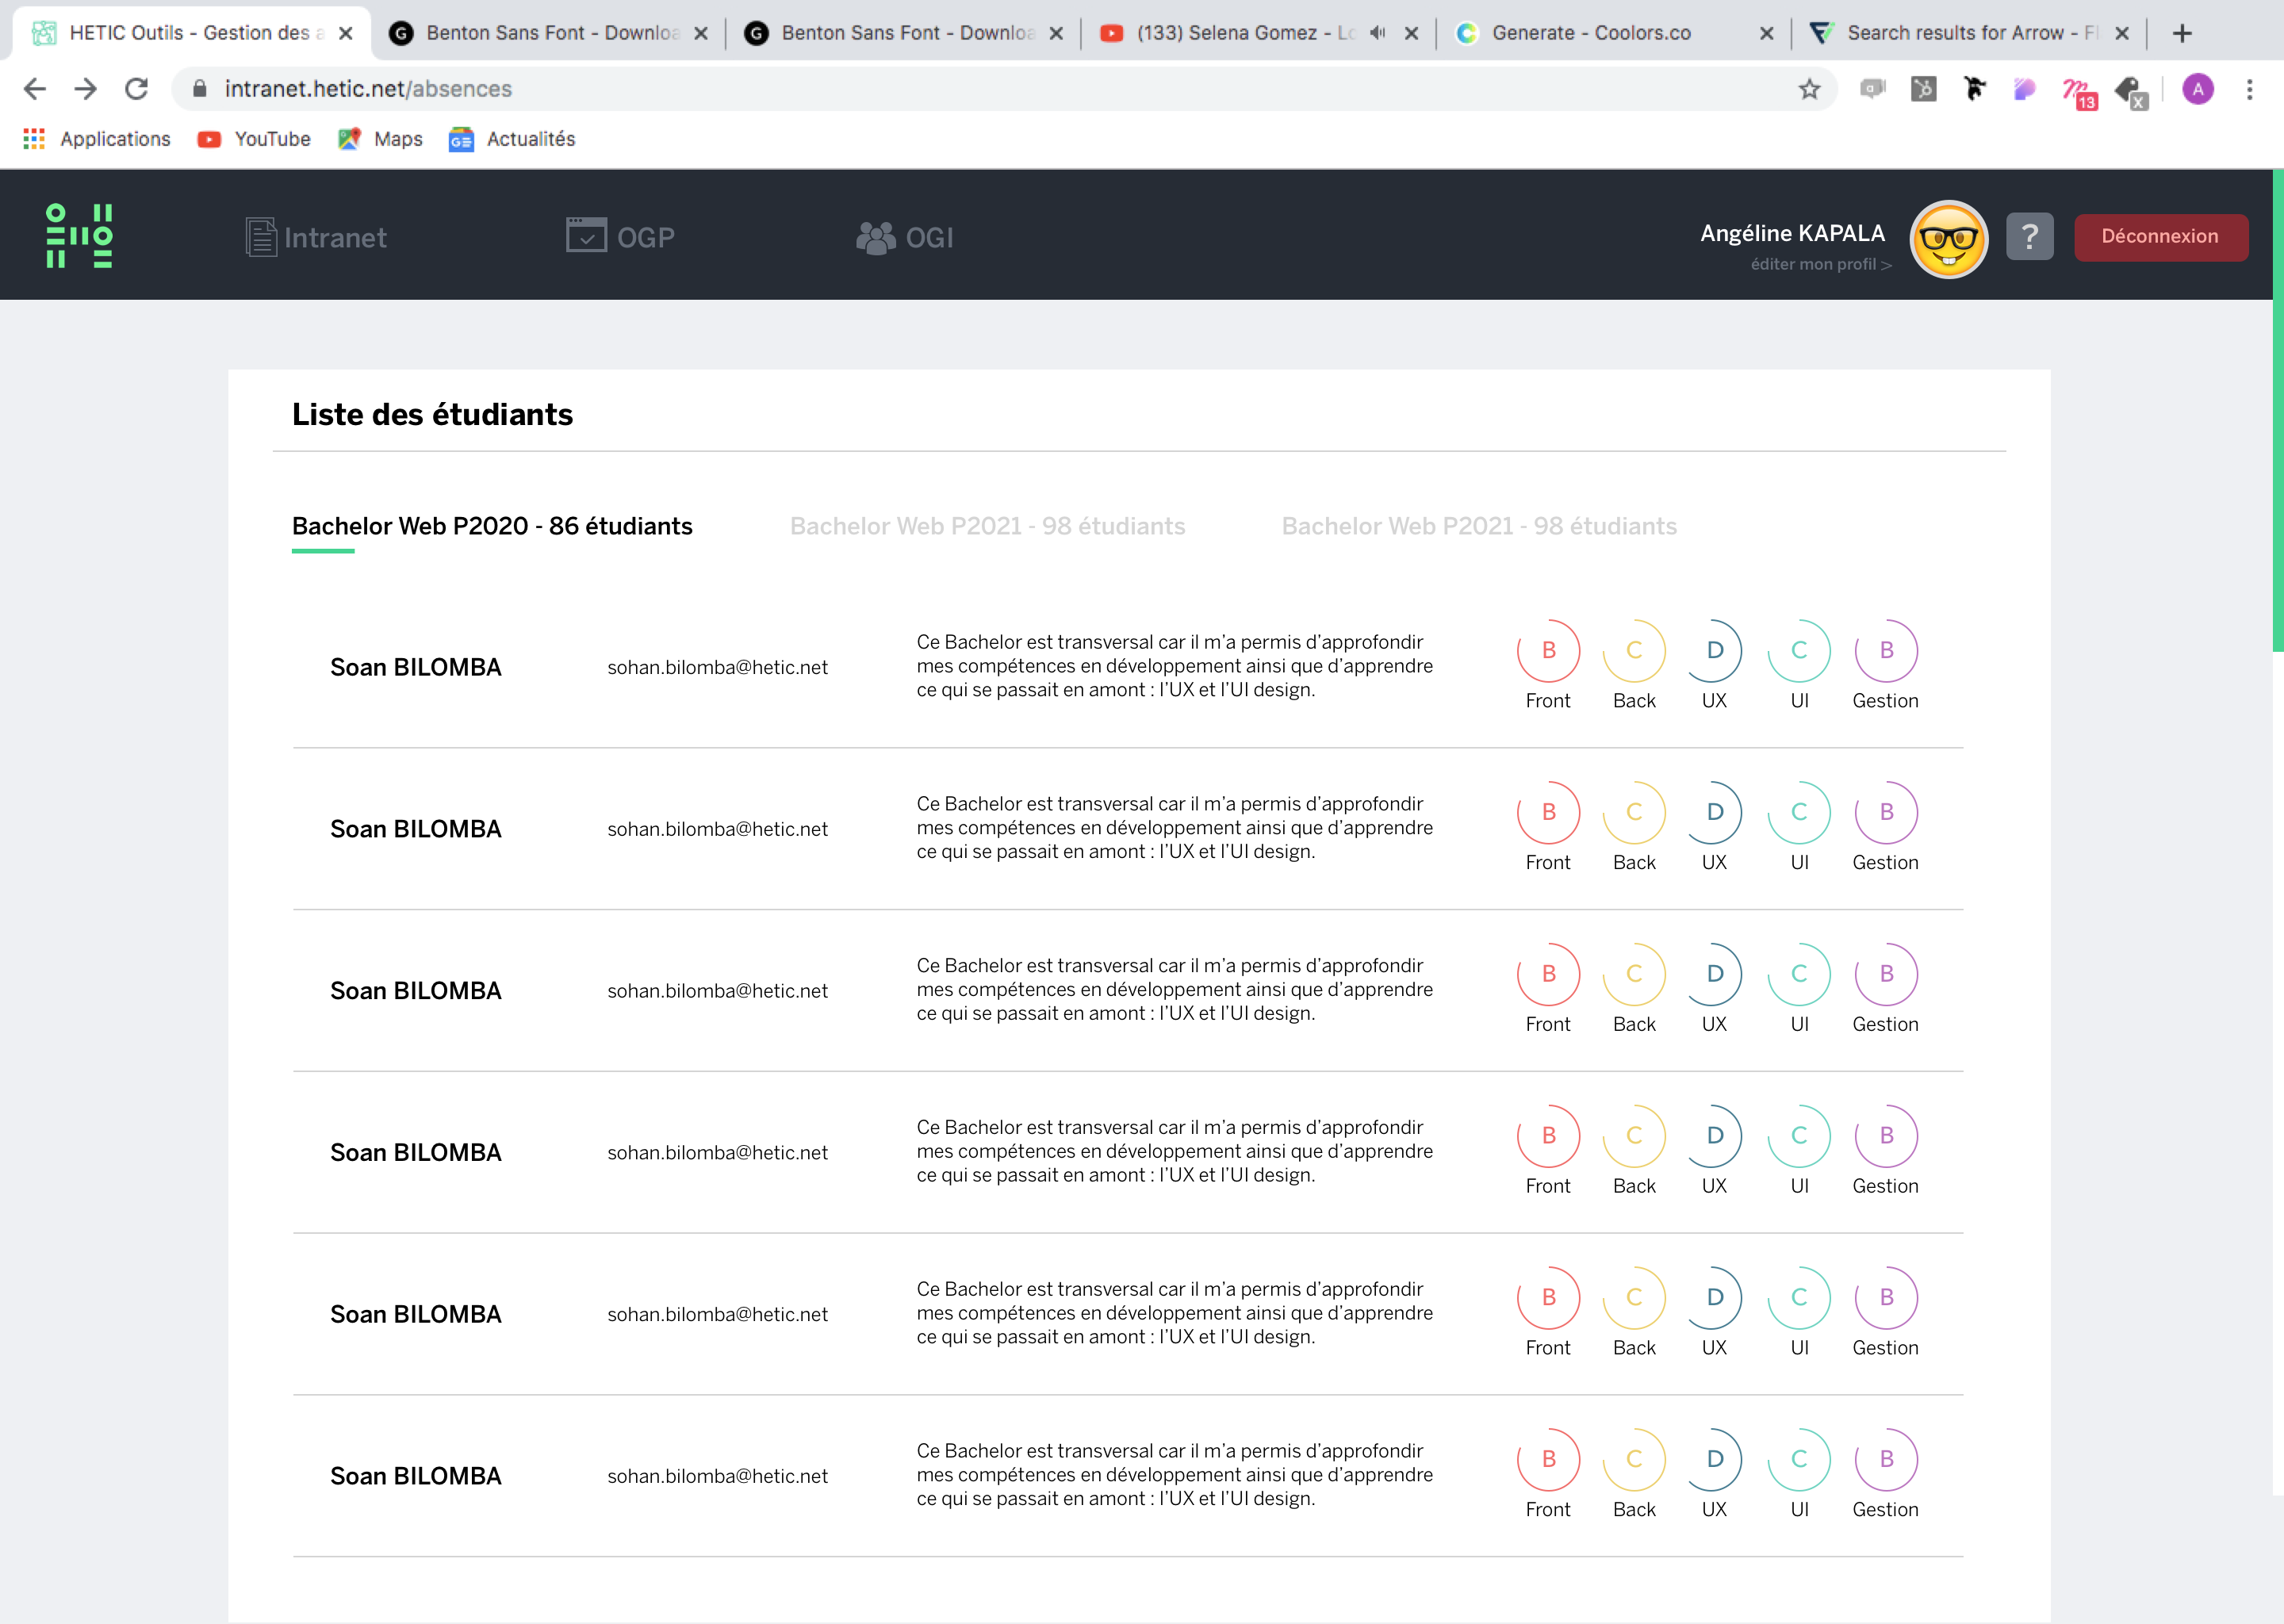 HETIC Outils - Gestion des a
Benton Sans Font - Downloa
Benton Sans Font - Downloa
(133) Selena Gomez - Lo
Generate - Coolors.co
Search results for Arrow - Fl
intranet.hetic.net/absences
13
X
A
Applications
YouTube
Maps
Actualités
Intranet
OGP
OGI
Angéline KAPALA
éditer mon profil >
?
Déconnexion
Liste des étudiants
Bachelor Web P2020 - 86 étudiants
Bachelor Web P2021 - 98 étudiants
Bachelor Web P2021 - 98 étudiants
Soan BILOMBA
sohan.bilomba@hetic.net
Ce Bachelor est transversal car il m'a permis d'approfondir
mes compétences en développement ainsi que d'apprendre
ce qui se passait en amont : l'UX et l'UI design.
B C D C B
Front Back UX UI Gestion
Soan BILOMBA
sohan.bilomba@hetic.net
Ce Bachelor est transversal car il m'a permis d'approfondir
mes compétences en développement ainsi que d'apprendre
ce qui se passait en amont : l'UX et l'UI design.
B C D C B
Front Back UX UI Gestion
Soan BILOMBA
sohan.bilomba@hetic.net
Ce Bachelor est transversal car il m'a permis d'approfondir
mes compétences en développement ainsi que d'apprendre
ce qui se passait en amont : l'UX et l'UI design.
B C D C B
Front Back UX UI Gestion
Soan BILOMBA
sohan.bilomba@hetic.net
Ce Bachelor est transversal car il m'a permis d'approfondir
mes compétences en développement ainsi que d'apprendre
ce qui se passait en amont : l'UX et l'UI design.
B C D C B
Front Back UX UI Gestion
Soan BILOMBA
sohan.bilomba@hetic.net
Ce Bachelor est transversal car il m'a permis d'approfondir
mes compétences en développement ainsi que d'apprendre
ce qui se passait en amont : l'UX et l'UI design.
B C D C B
Front Back UX UI Gestion
Soan BILOMBA
sohan.bilomba@hetic.net
Ce Bachelor est transversal car il m'a permis d'approfondir
mes compétences en développement ainsi que d'apprendre
ce qui se passait en amont : l'UX et l'UI design.
B C D C B
Front Back UX UI Gestion